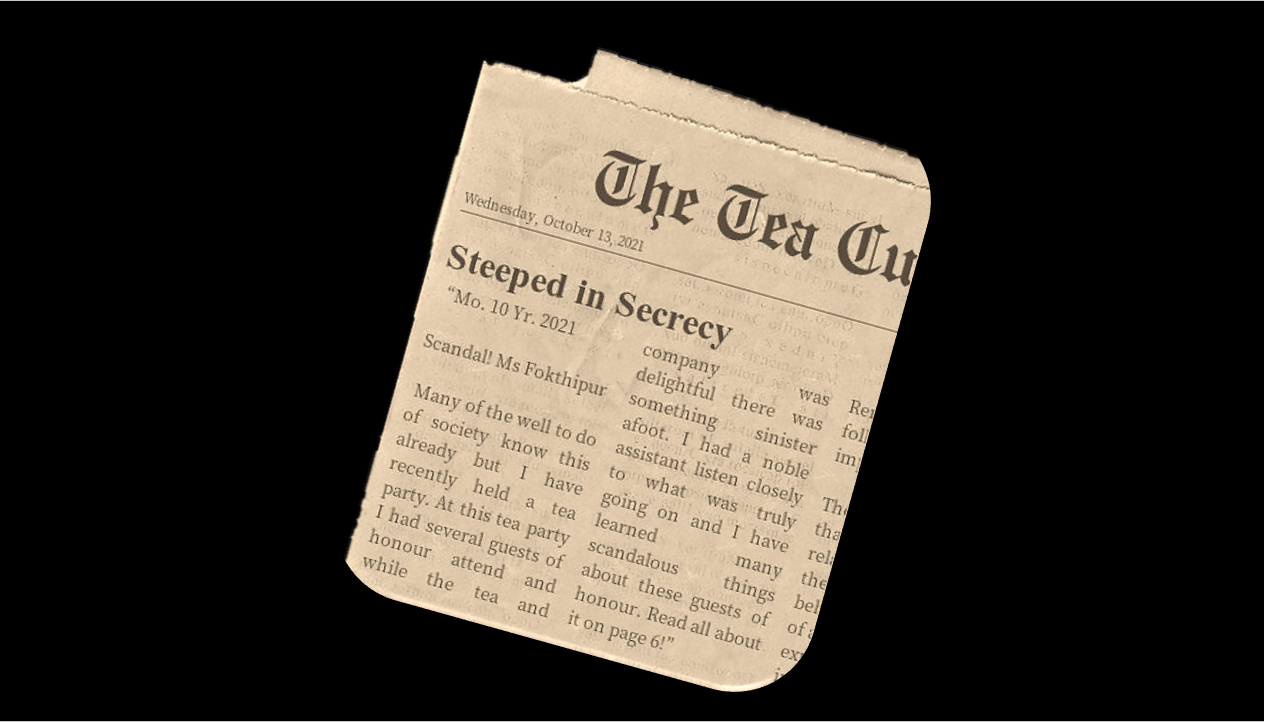 The Tea Cu
Wednesday, October 13, 2021
Steeped in Secrecy
“Mo. 10 Yr. 2021
Scandal! Ms Fokthipur
Many of the well to do
of society know this
already but I have
recently held a tea
party. At this tea party
I had several guests of
honour attend and
while the tea and
company was
delightful there was
something sinister
afoot. I had a noble
assistant listen closely
to what was truly
going on and I have
learned many
scandalous things
about these guests of
honour. Read all about
it on page 6!”